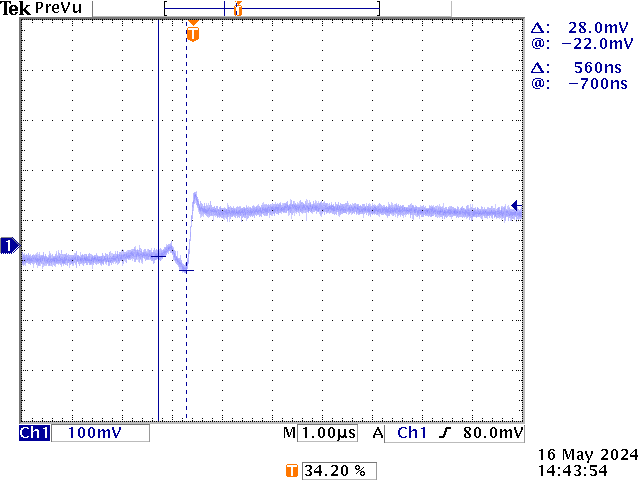 Tek PreVu
T
T
Δ: 28.0mV
@: −22.0mV
Δ: 560ns
@: −700ns
1
Ch1 100mV M 1.00µs A Ch1 80.0mV
T 34.20 %
16 May 2024
14:43:54